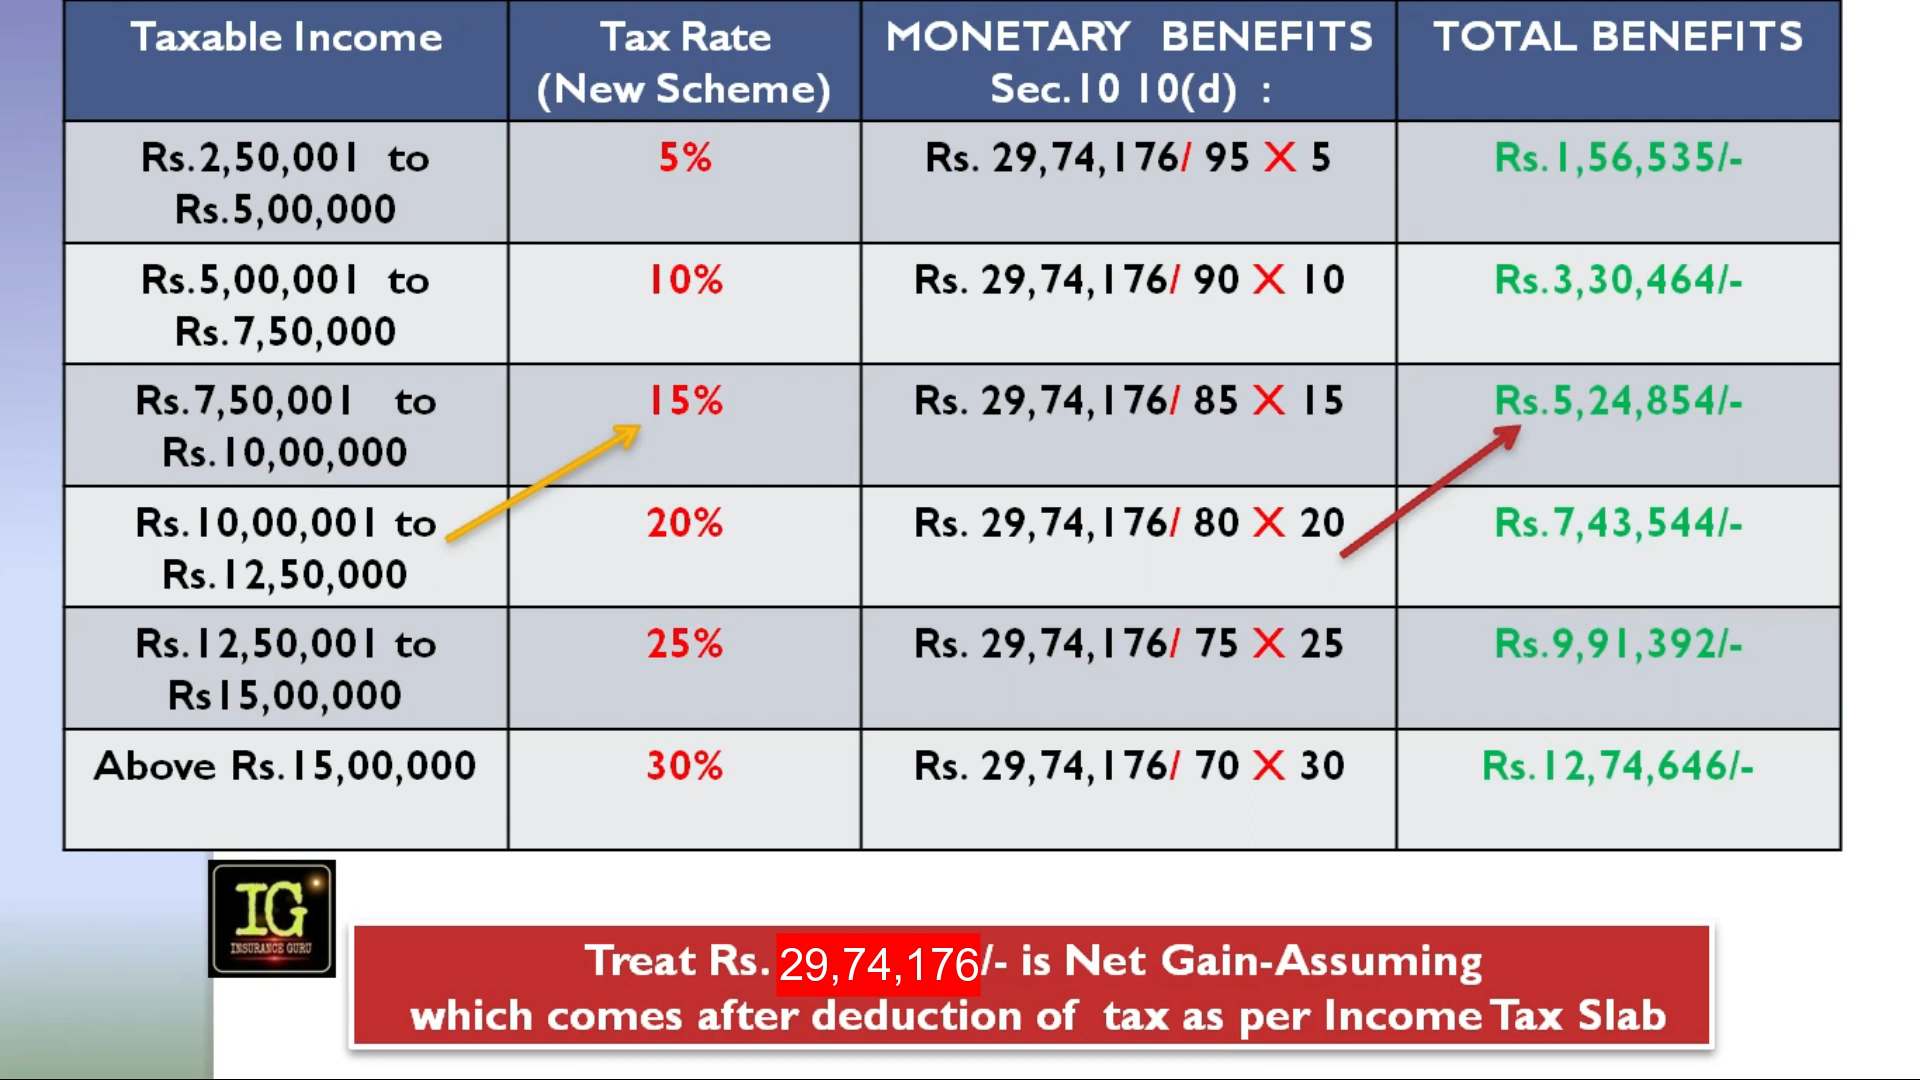 Taxable Income
Tax Rate
(New Scheme)
MONETARY BENEFITS
Sec.10 10(d) :
TOTAL BENEFITS
Rs.2,50,001 to
Rs.5,00,000
5%
Rs. 29,74,176/ 95 X 5
Rs.1,56,535/-
Rs.5,00,001 to
Rs.7,50,000
10%
Rs. 29,74,176/ 90 X 10
Rs.3,30,464/-
Rs.7,50,001 to
Rs.10,00,000
15%
Rs. 29,74,176/ 85 X 15
Rs.5,24,854/-
Rs.10,00,001 to
Rs.12,50,000
20%
Rs. 29,74,176/ 80 X 20
Rs.7,43,544/-
Rs.12,50,001 to
Rs15,00,000
25%
Rs. 29,74,176/ 75 X 25
Rs.9,91,392/-
Above Rs.15,00,000
30%
Rs. 29,74,176/ 70 X 30
Rs.12,74,646/-
IG
INSURANCE GURU
Treat Rs. 29,74,176/- is Net Gain-Assuming
which comes after deduction of tax as per Income Tax Slab